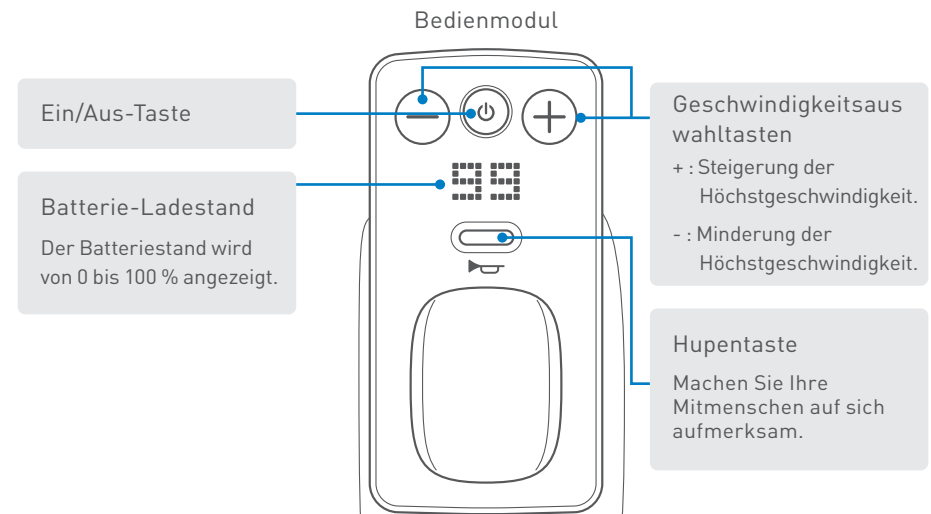 Bedienmodul
Ein/Aus-Taste
Batterie-Ladestand
Der Batteriestand wird
von 0 bis 100 % angezeigt.
99
Geschwindigkeitsaus
wahltasten
+ : Steigerung der
Höchstgeschwindigkeit.
- : Minderung der
Höchstgeschwindigkeit.
Hupentaste
Machen Sie Ihre
Mitmenschen auf sich
aufmerksam.